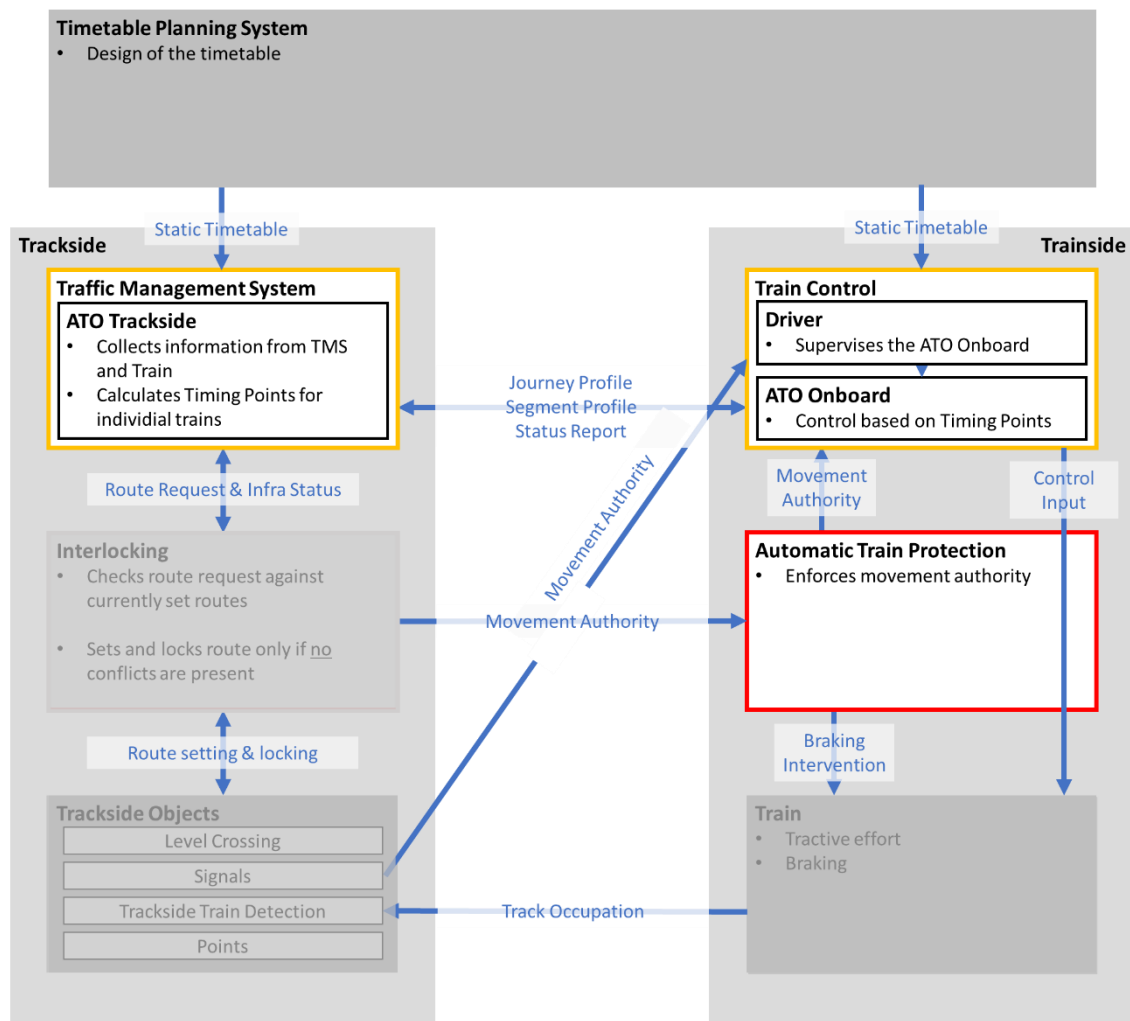 Timetable Planning System
• Design of the timetable
Static Timetable
Static Timetable
Trackside
Trainside
Traffic Management System
ATO Trackside
• Collects information from TMS
and Train
• Calculates Timing Points for
individial trains
Train Control
Driver
• Supervises the ATO Onboard
ATO Onboard
• Control based on Timing Points
Journey Profile
Segment Profile
Status Report
Route Request & Infra Status
Movement Authority
Movement
Authority
Control
Input
Interlocking
• Checks route request against
currently set routes
• Sets and locks route only if no
conflicts are present
Movement Authority
Automatic Train Protection
• Enforces movement authority
Route setting & locking
Braking
Intervention
Trackside Objects
Level Crossing
Signals
Trackside Train Detection
Points
Track Occupation
Train
• Tractive effort
• Braking